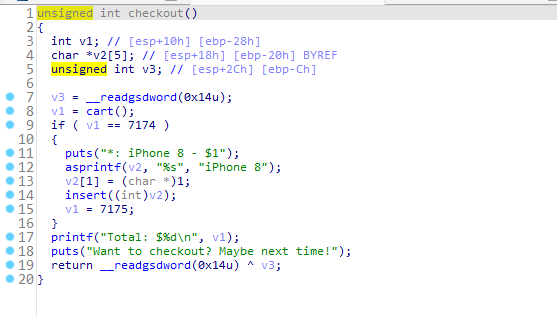 1 unsigned int checkout()
2 {
3 int v1; // [esp+10h] [ebp-28h]
4 char *v2[5]; // [esp+18h] [ebp-20h] BYREF
5 unsigned int v3; // [esp+2Ch] [ebp-Ch]
6
7 v3 = __readgsdword(0x14u);
8 v1 = cart();
9 if ( v1 == 7174 )
10 {
11 puts("*: iPhone 8 - $1");
12 asprintf(v2, "%s", "iPhone 8");
13 v2[1] = (char *)1;
14 insert((int)v2);
15 v1 = 7175;
16 }
17 printf("Total: $%d\n", v1);
18 puts("Want to checkout? Maybe next time!");
19 return __readgsdword(0x14u) ^ v3;
20 }